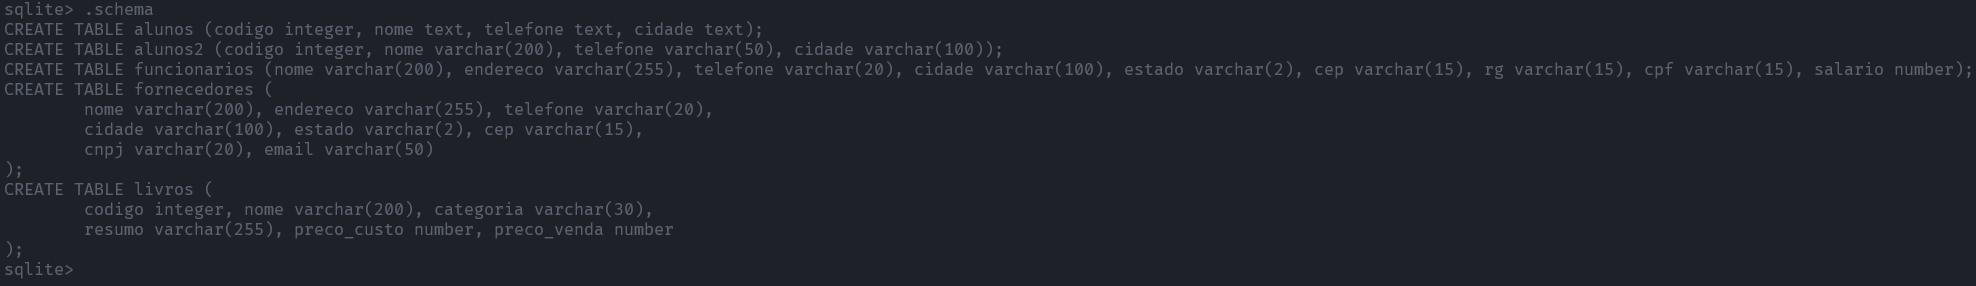 sqlite> .schema
CREATE TABLE alunos (codigo integer, nome text, telefone text, cidade text);
CREATE TABLE alunos2 (codigo integer, nome varchar(200), telefone varchar(50), cidade varchar(100));
CREATE TABLE funcionarios (nome varchar(200), endereco varchar(255), telefone varchar(20), cidade varchar(100), estado varchar(2), cep varchar(15), rg varchar(15), cpf varchar(15), salario number);
CREATE TABLE fornecedores (
        nome varchar(200), endereco varchar(255), telefone varchar(20),
        cidade varchar(100), estado varchar(2), cep varchar(15),
        cnpj varchar(20), email varchar(50)
);
CREATE TABLE livros (
        codigo integer, nome varchar(200), categoria varchar(30),
        resumo varchar(255), preco_custo number, preco_venda number
);
sqlite>